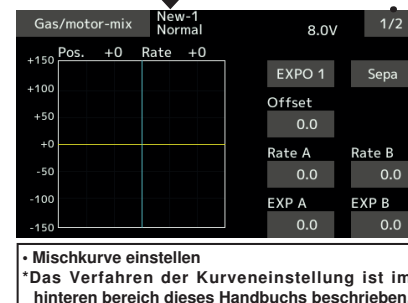 Gas/motor-mix New-1 Normal 8.0V 1/2
Pos. +0 Rate +0
+150
+100
+50
+0
-50
-100
-150
EXPO 1 Sepa
Offset
0.0
Rate A Rate B
0.0 0.0
EXP A EXP B
0.0 0.0
• Mischkurve einstellen
*Das Verfahren der Kurveneinstellung ist im
hinteren bereich dieses Handbuchs beschrieben